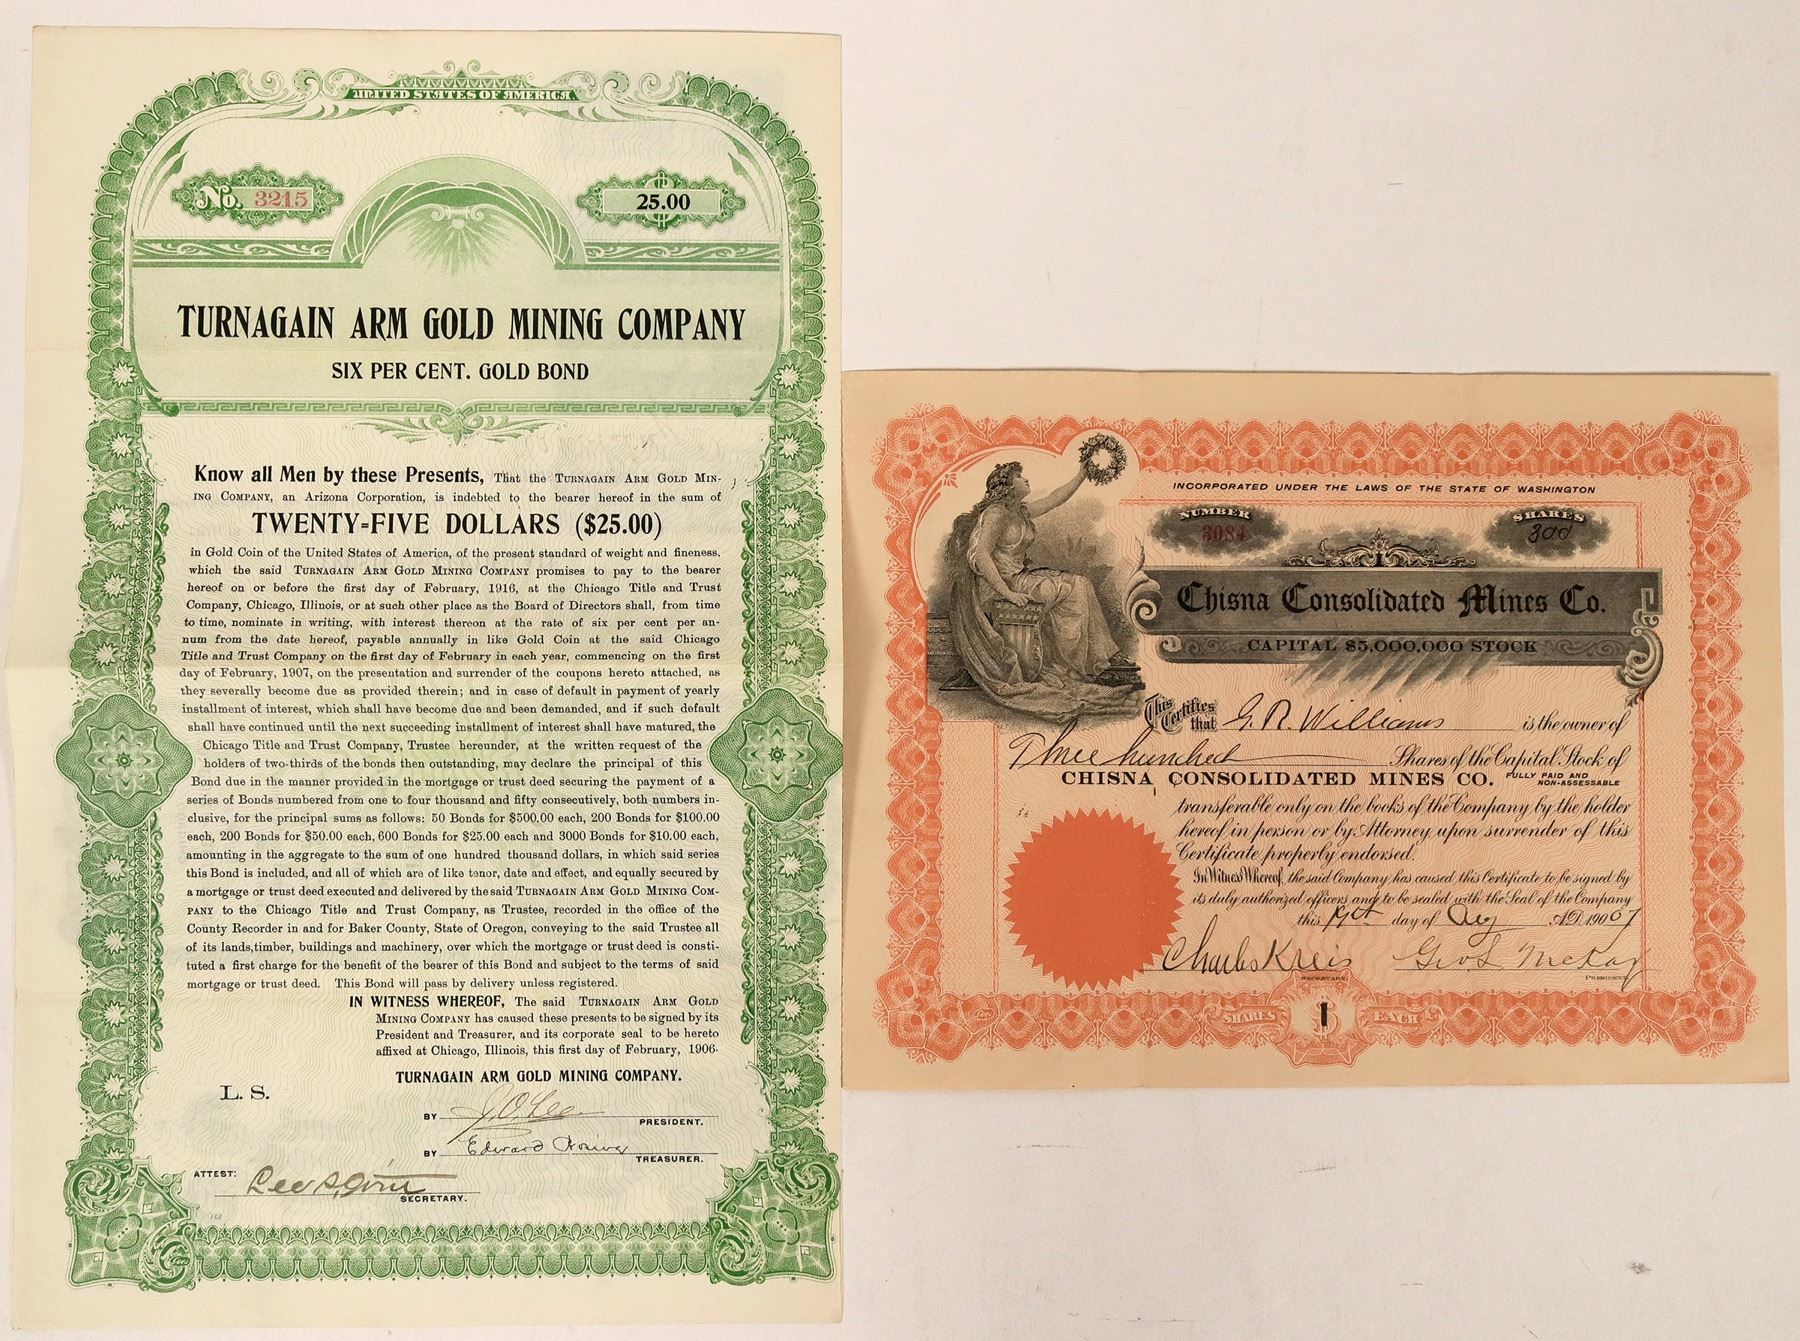 UNITED STATES OF AMERICA
No. 3215
25.00
TURNAGAIN ARM GOLD MINING COMPANY
SIX PER CENT. GOLD BOND
Know all Men by these Presents, That the Turnagain Arm Gold Min-
ing Company, an Arizona Corporation, is indebted to the bearer hereof in the sum of
TWENTY-FIVE DOLLARS ($25.00)
in Gold Coin of the United States of America, of the present standard of weight and fineness,
which the said Turnagain Arm Gold Mining Company promises to pay to the bearer
hereof on or before the first day of February, 1916, at the Chicago Title and Trust
Company, Chicago, Illinois, or at such other place as the Board of Directors shall, from time
to time, nominate in writing, with interest thereon at the rate of six per cent per an-
num from the date hereof, payable annually in like Gold Coin at the said Chicago
Title and Trust Company on the first day of February in each year, commencing on the first
day of February, 1907, on the presentation and surrender of the coupons hereto attached, as
they severally become due as provided therein; and in case of default in payment of yearly
installment of interest, which shall have become due and been demanded, and if such default
shall have continued until the next succeeding installment of interest shall have matured, the
Chicago Title and Trust Company, Trustee hereunder, at the written request of the
holders of two-thirds of the bonds then outstanding, may declare the principal of this
Bond due in the manner provided in the mortgage or trust deed securing the payment of a
series of Bonds numbered from one to four thousand and fifty consecutively, both numbers in-
clusive, for the principal sums as follows: 50 Bonds for $500.00 each, 200 Bonds for $100.00
each, 200 Bonds for $50.00 each, 600 Bonds for $25.00 each and 3000 Bonds for $10.00 each,
amounting in the aggregate to the sum of one hundred thousand dollars, in which said series
this Bond is included, and all of which are of like tenor, date and effect, and equally secured by
a mortgage or trust deed executed and delivered by the said Turnagain Arm Gold Mining Com-
pany to the Chicago Title and Trust Company, as Trustee, recorded in the office of the
County Recorder in and for Baker County, State of Oregon, conveying to the said Trustee all
of its lands, timber, buildings and machinery, over which the mortgage or trust deed is consti-
tuted a first charge for the benefit of the bearer of this Bond and subject to the terms of said
mortgage or trust deed. This Bond will pass by delivery unless registered.
IN WITNESS WHEREOF, The said Turnagain Arm Gold
Mining Company has caused these presents to be signed by its
President and Treasurer, and its corporate seal to be hereto
affixed at Chicago, Illinois, this first day of February, 1906.
TURNAGAIN ARM GOLD MINING COMPANY.
L. S.
BY
PRESIDENT.
BY Edward
TREASURER.
ATTEST:
SECRETARY.
INCORPORATED UNDER THE LAWS OF THE STATE OF WASHINGTON
NUMBER
3084
SHARES
300
Chisna Consolidated Mines Co.
CAPITAL $5,000,000 STOCK
This Certifies that G. R. Williams is the owner of
Three hundred Shares of the Capital Stock of
CHISNA CONSOLIDATED MINES CO. FULLY PAID AND NON-ASSESSABLE
transferable only on the books of the Company by the holder
hereof in person or by Attorney upon surrender of this
Certificate properly endorsed.
In Witness Whereof, the said Company has caused this Certificate to be signed by
its duly authorized officers and to be sealed with the Seal of the Company
this 19th day of Aug A.D. 1907
Charles Kreis
SECRETARY.
Geo L McKay
PRESIDENT.
SHARES $1 EACH